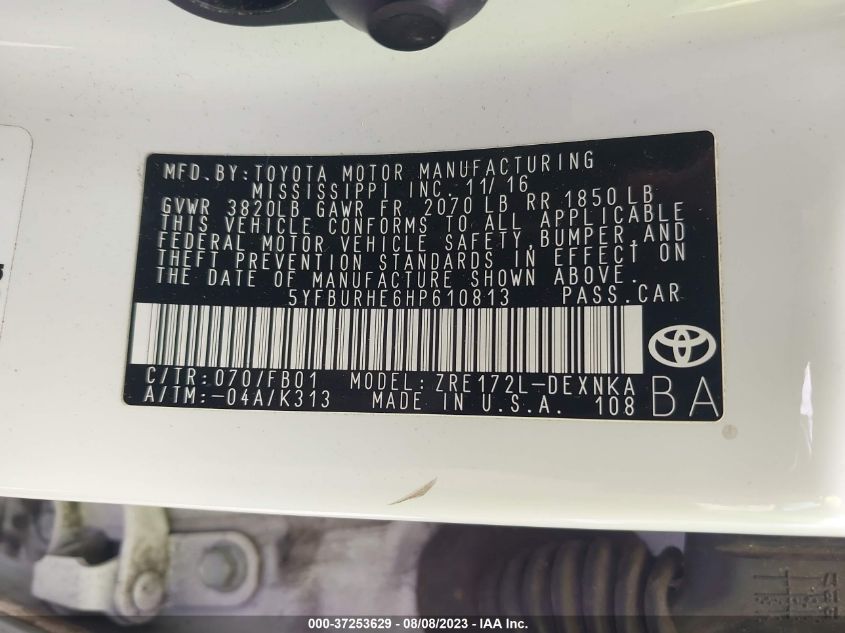 MFD.BY:TOYOTA MOTOR MANUFACTURING
MISSISSIPPI INC. 11/16
GVWR 3820LB GAWR FR 2070 LB RR 1850 LB
THIS VEHICLE CONFORMS TO ALL APPLICABLE
FEDERAL MOTOR VEHICLE SAFETY,BUMPER,AND
THEFT PREVENTION STANDARDS IN EFFECT ON
THE DATE OF MANUFACTURE SHOWN ABOVE.
5YFBURHE6HP610813 PASS.CAR
C/TR:070/FB01 MODEL:ZRE172L-DEXNKA
A/TM:-04A/K313 MADE IN U.S.A. 108 BA
000-37253629 - 08/08/2023 - IAA Inc.